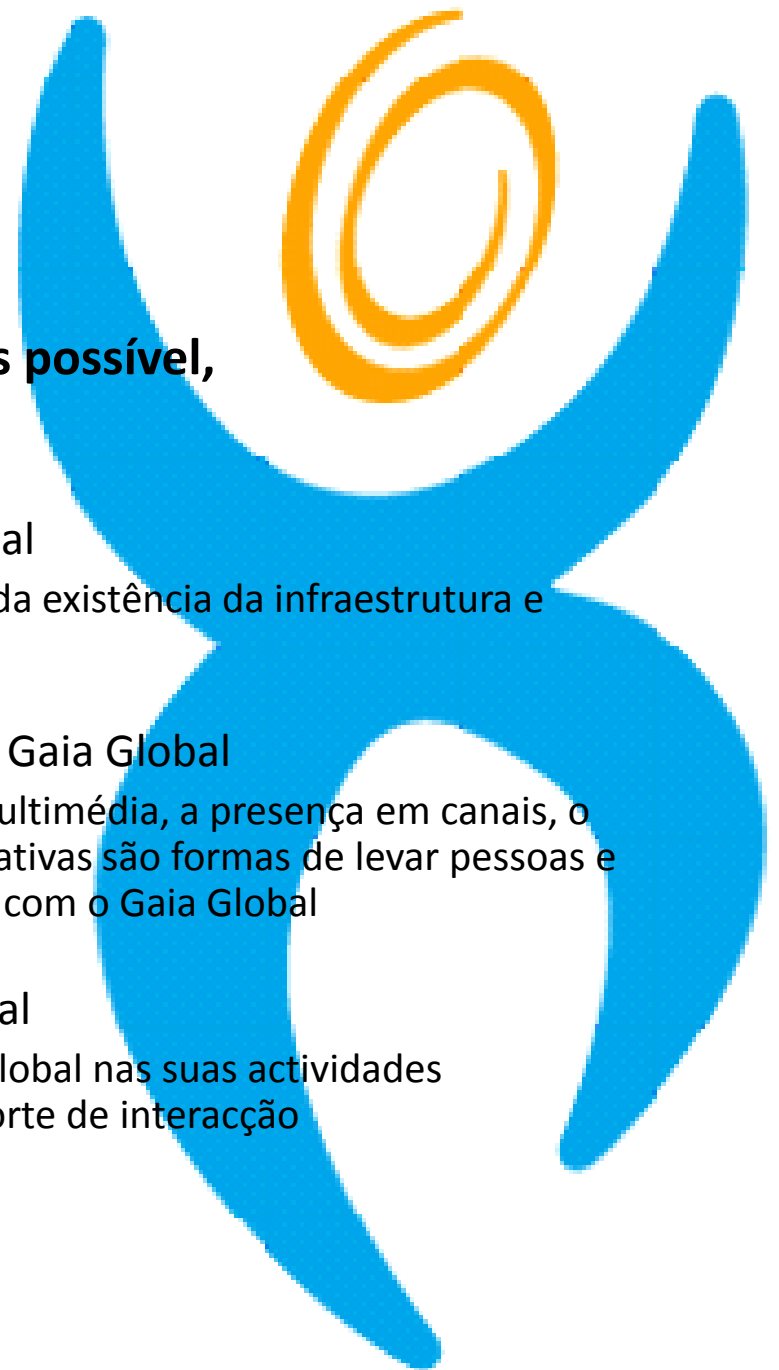 s possível,
al
da existência da infraestrutura e
Gaia Global
ultimédia, a presença em canais, o
ativas são formas de levar pessoas e
com o Gaia Global
al
lobal nas suas actividades
orte de interacção